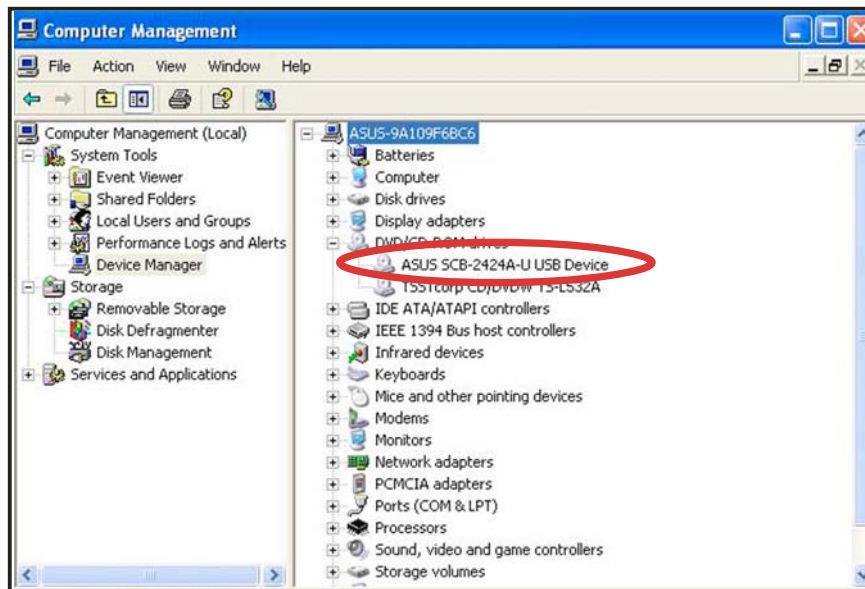 Computer Management
File Action View Window Help
Computer Management (Local)
System Tools
Event Viewer
Shared Folders
Local Users and Groups
Performance Logs and Alerts
Device Manager
Storage
Removable Storage
Disk Defragmenter
Disk Management
Services and Applications
ASUS-9A109F6BC6
Batteries
Computer
Disk drives
Display adapters
DVD/CD-ROM drives
ASUS SCB-2424A-U USB Device
TSSTcorp CD/DVDW TS-L532A
IDE ATA/ATAPI controllers
IEEE 1394 Bus host controllers
Infrared devices
Keyboards
Mice and other pointing devices
Modems
Monitors
Network adapters
PCMCIA adapters
Ports (COM & LPT)
Processors
Sound, video and game controllers
Storage volumes